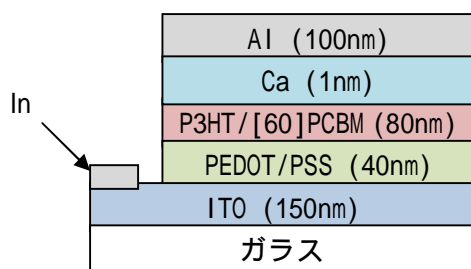 Al (100nm)
Ca (1nm)
In
P3HT/[60]PCBM (80nm)
PEDOT/PSS (40nm)
ITO (150nm)
ガラス